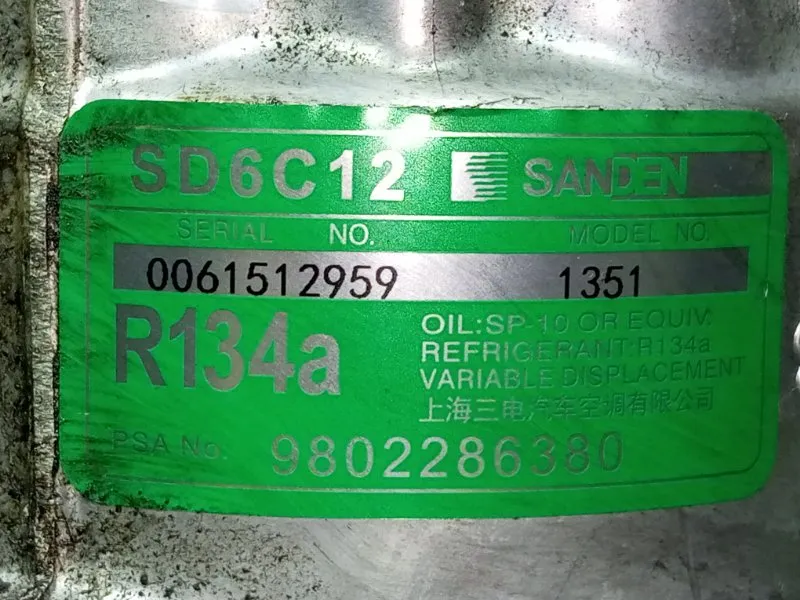 SD6C12 SANDEN
SERIAL NO. MODEL NO.
0061512959 1351
R134a
OIL:SP-10 OR EQUIV.
REFRIGERANT:R134a
VARIABLE DISPLACEMENT
上海三电汽车空调有限公司
PSA No. 9802286380